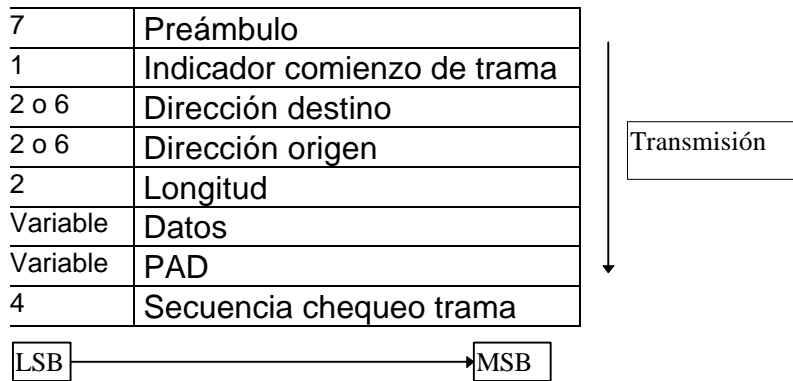 7 Preámbulo
1 Indicador comienzo de trama
2 o 6 Dirección destino
2 o 6 Dirección origen
2 Longitud
Variable Datos
Variable PAD
4 Secuencia chequeo trama
Transmisión
LSB MSB